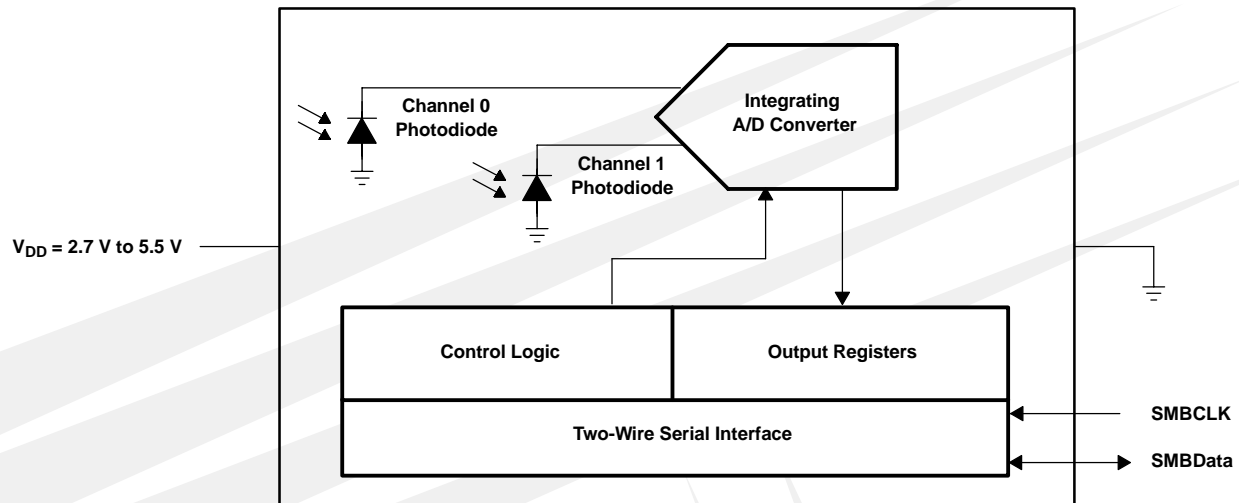 Channel 0
Photodiode
Integrating
A/D Converter
Channel 1
Photodiode
VDD = 2.7 V to 5.5 V
Control Logic
Output Registers
Two-Wire Serial Interface
SMBCLK
SMBData